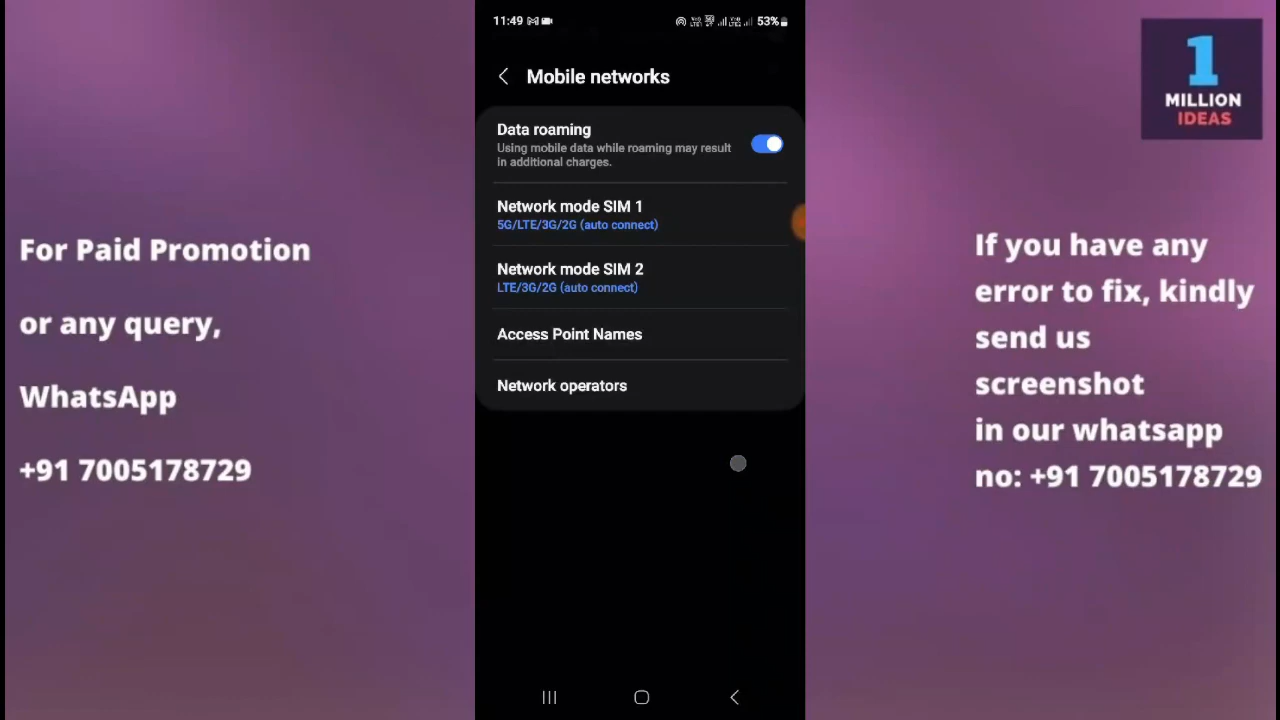 For Paid Promotion
or any query,
WhatsApp
+91 7005178729
11:49
53%
Mobile networks
Data roaming
Using mobile data while roaming may result
in additional charges.
Network mode SIM 1
5G/LTE/3G/2G (auto connect)
Network mode SIM 2
LTE/3G/2G (auto connect)
Access Point Names
Network operators
1
MILLION
IDEAS
If you have any
error to fix, kindly
send us
screenshot
in our whatsapp
no: +91 7005178729